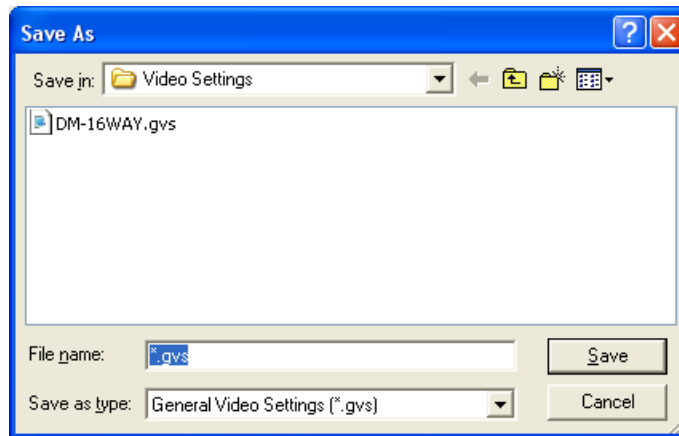 Save As
Save in: Video Settings
DM-16WAY.gvs
File name: *.gvs Save
Save as type: General Video Settings (*.gvs) Cancel